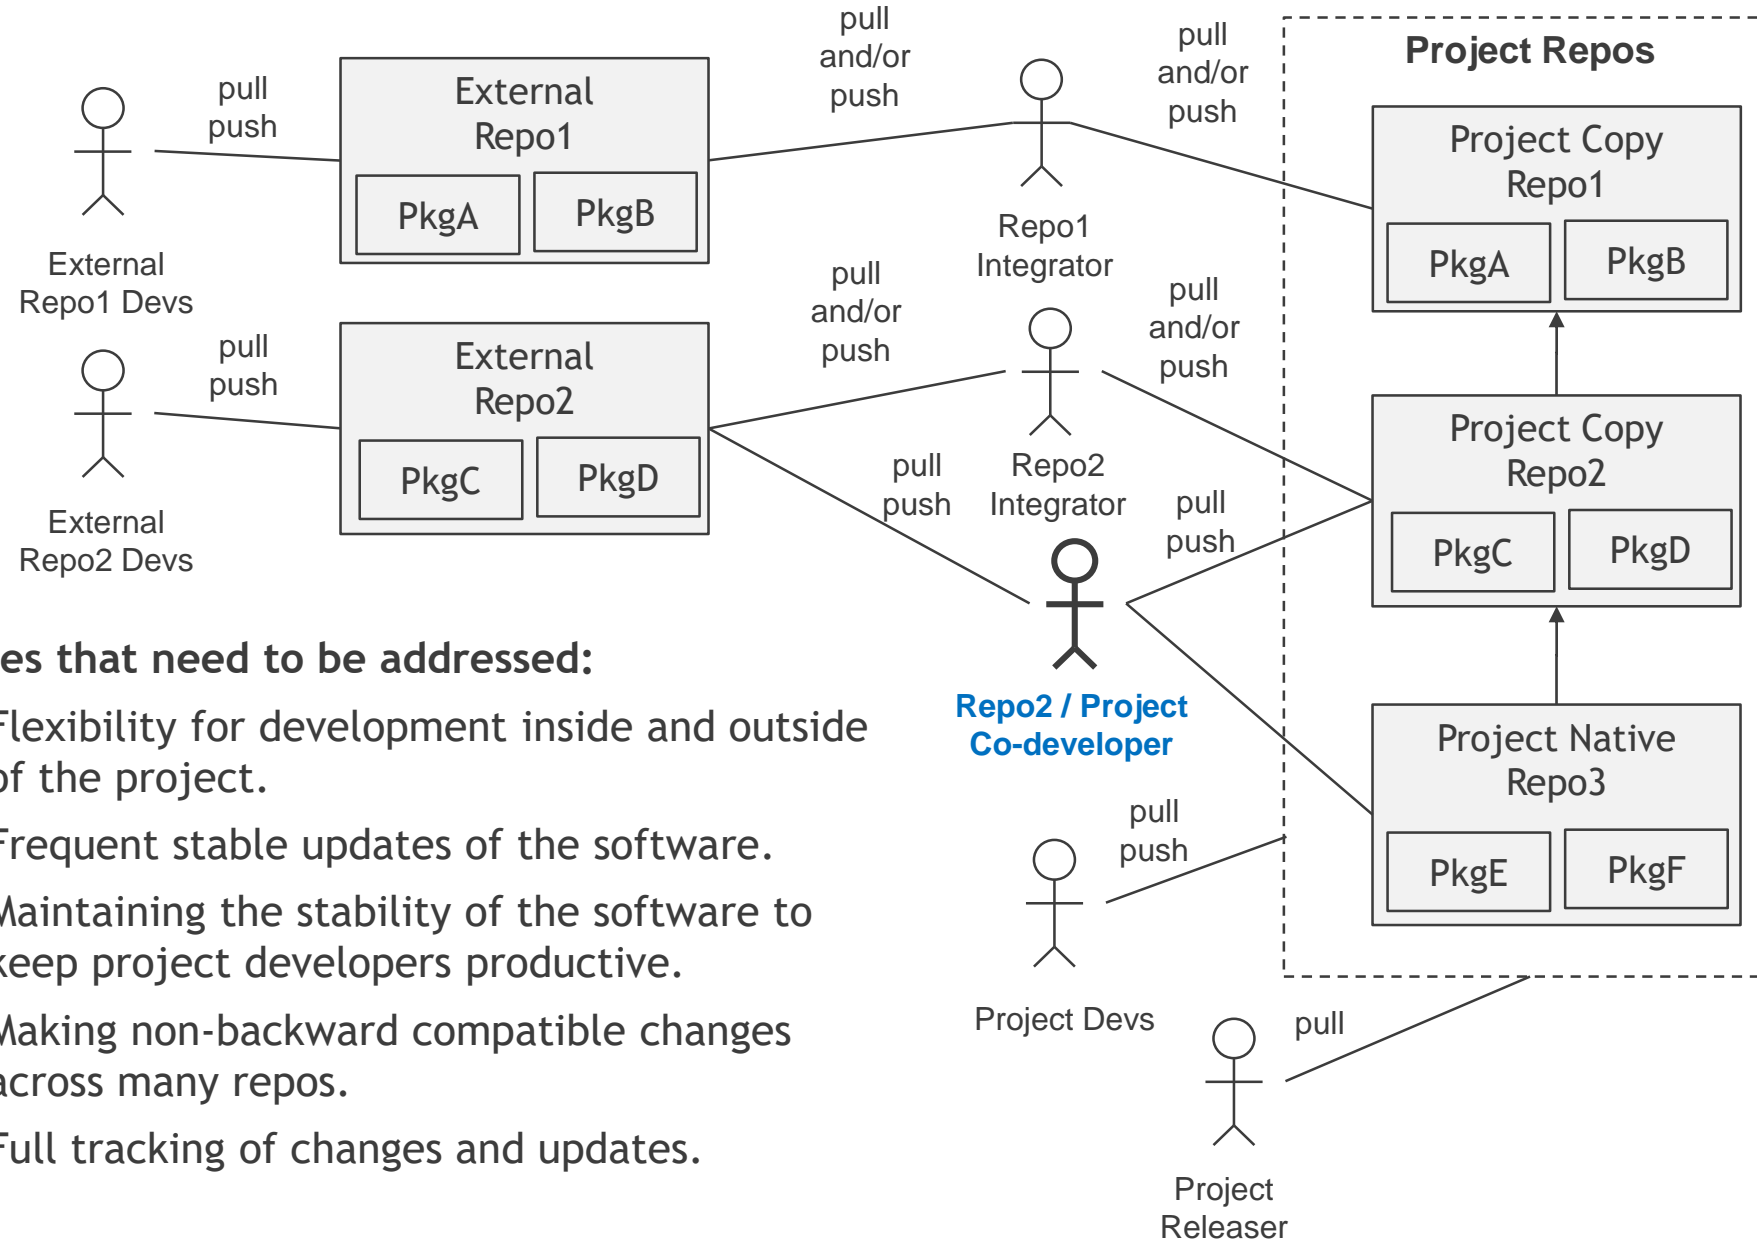 pull
and/or
push
pull
and/or
push
Project Repos
pull
push
External
Repo1
PkgA
PkgB
Project Copy
Repo1
PkgA
PkgB
External
Repo1 Devs
Repo1
Integrator
pull
and/or
push
pull
and/or
push
pull
push
External
Repo2
PkgC
PkgD
Project Copy
Repo2
PkgC
PkgD
External
Repo2 Devs
pull
push
Repo2
Integrator
pull
push
es that need to be addressed:
Flexibility for development inside and outside
of the project.
Frequent stable updates of the software.
Maintaining the stability of the software to
keep project developers productive.
Making non-backward compatible changes
across many repos.
Full tracking of changes and updates.
Repo2 / Project
Co-developer
Project Native
Repo3
PkgE
PkgF
pull
push
Project Devs
pull
Project
Releaser